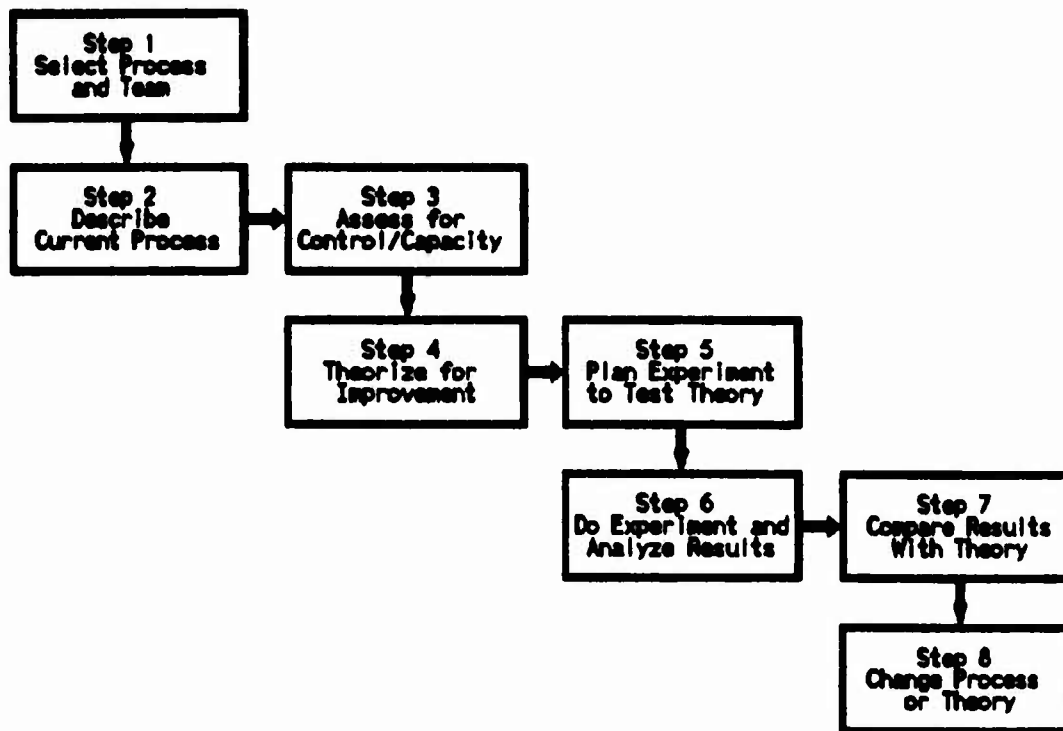 Step 1
Select Process
and Team
Step 2
Describe
Current Process
Step 3
Assess for
Control/Capacity
Step 4
Theorize for
Improvement
Step 5
Plan Experiment
to Test Theory
Step 6
Do Experiment and
Analyze Results
Step 7
Compare Results
With Theory
Step 8
Change Process
or Theory